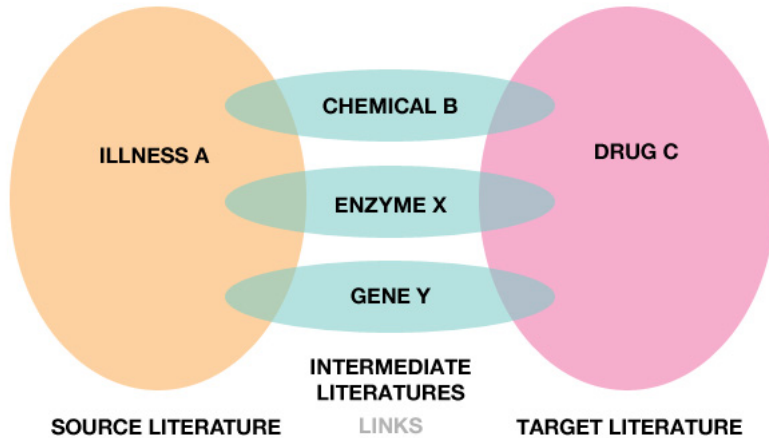 CHEMICAL B
ILLNESS A
DRUG C
ENZYME X
GENE Y
INTERMEDIATE
LITERATURES
SOURCE LITERATURE
LINKS
TARGET LITERATURE